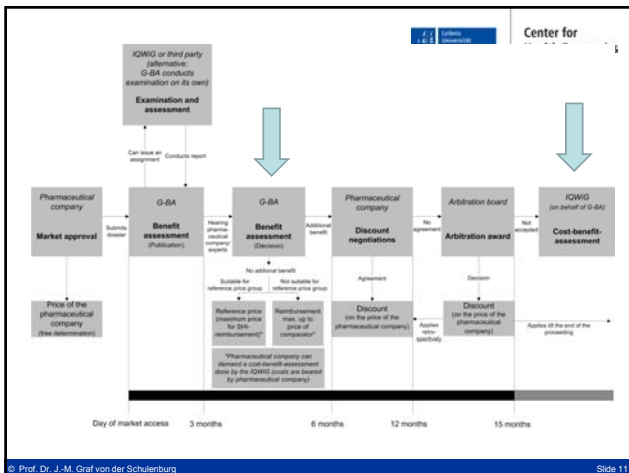 Leibniz
Universität
Center for
IQWIG or third party
(alternative:
G-BA conducts
examination on its own)
Examination and
assessment
Can issue an
assignment
Conducts report
Pharmaceutical
company
Market approval
Submits
dossier
G-BA
Benefit
assessment
(Publication)
Hearing
pharma-
ceutical
company/
experts
G-BA
Benefit
assessment
(Decision)
Additional
benefit
Pharmaceutical
company
Discount
negotiations
No
agreement
Arbitration board
Arbitration award
Not
accepted
IQWIG
(on behalf of G-BA)
Cost-benefit-
assessment
No addtional benefit
Suitable for
reference price group
Not suitable for
reference price group
Agreement
Decision
Price of the
pharmaceutical
company
(free determination)
Reference price
(maximum price
for SHI-
reimbursement)*
Reimbursement
max. up to
price of
comparator*
Discount
(on the price of the
pharmaceutical company)
Applies
retro-
spectively
Discount
(on the price of the
pharmaceutical
company)
Applies till the end of the
proceeding
*Pharmaceutical company can
demand a cost-benefit-assessment
done by the IQWIG (costs are beared
by pharmaceutical company)
Day of market access
3 months
6 months
12 months
15 months
© Prof. Dr. J.-M. Graf von der Schulenburg
Slide 11